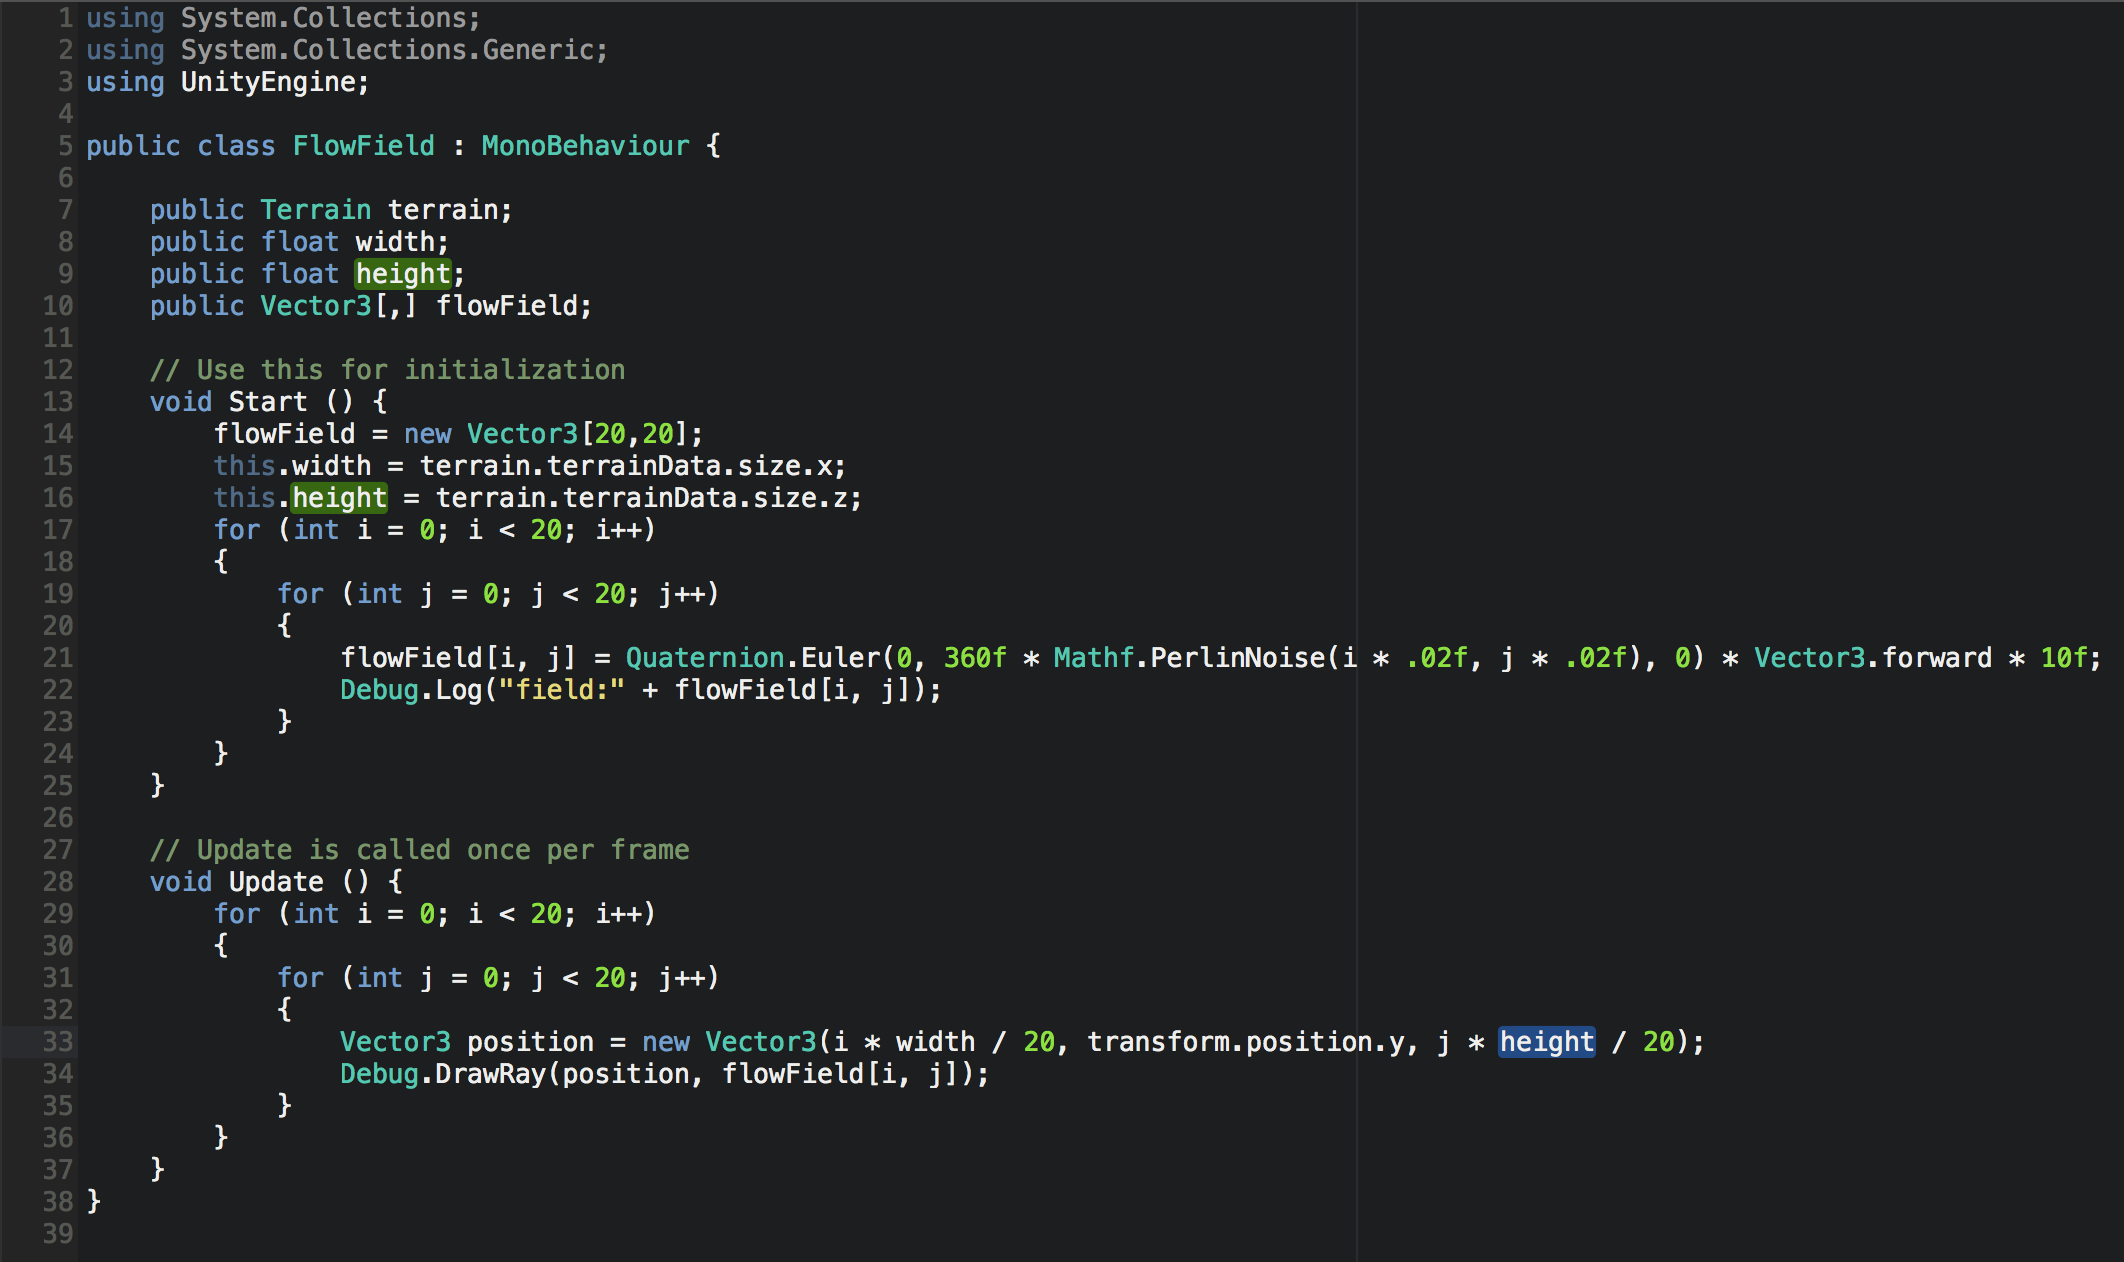 1 using System.Collections;
2 using System.Collections.Generic;
3 using UnityEngine;
4
5 public class FlowField : MonoBehaviour {
6
7     public Terrain terrain;
8     public float width;
9     public float height;
10     public Vector3[,] flowField;
11
12     // Use this for initialization
13     void Start () {
14         flowField = new Vector3[20,20];
15         this.width = terrain.terrainData.size.x;
16         this.height = terrain.terrainData.size.z;
17         for (int i = 0; i < 20; i++)
18         {
19             for (int j = 0; j < 20; j++)
20             {
21                 flowField[i, j] = Quaternion.Euler(0, 360f * Mathf.PerlinNoise(i * .02f, j * .02f), 0) * Vector3.forward * 10f;
22                 Debug.Log("field:" + flowField[i, j]);
23             }
24         }
25     }
26
27     // Update is called once per frame
28     void Update () {
29         for (int i = 0; i < 20; i++)
30         {
31             for (int j = 0; j < 20; j++)
32             {
33                 Vector3 position = new Vector3(i * width / 20, transform.position.y, j * height / 20);
34                 Debug.DrawRay(position, flowField[i, j]);
35             }
36         }
37     }
38 }
39